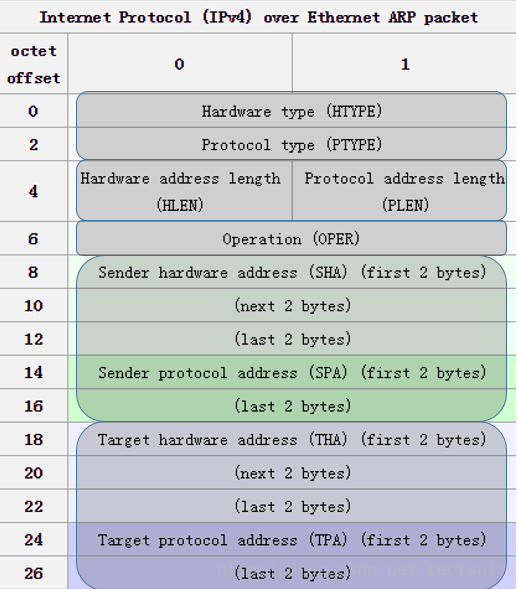 Internet Protocol (IPv4) over Ethernet ARP packet
octet
offset
0
1
0
Hardware type (HTYPE)
2
Protocol type (PTYPE)
4
Hardware address length
(HLEN)
Protocol address length
(PLEN)
6
Operation (OPER)
8
Sender hardware address (SHA) (first 2 bytes)
10
(next 2 bytes)
12
(last 2 bytes)
14
Sender protocol address (SPA) (first 2 bytes)
16
(last 2 bytes)
18
Target hardware address (THA) (first 2 bytes)
20
(next 2 bytes)
22
(last 2 bytes)
24
Target protocol address (TPA) (first 2 bytes)
26
(last 2 bytes)